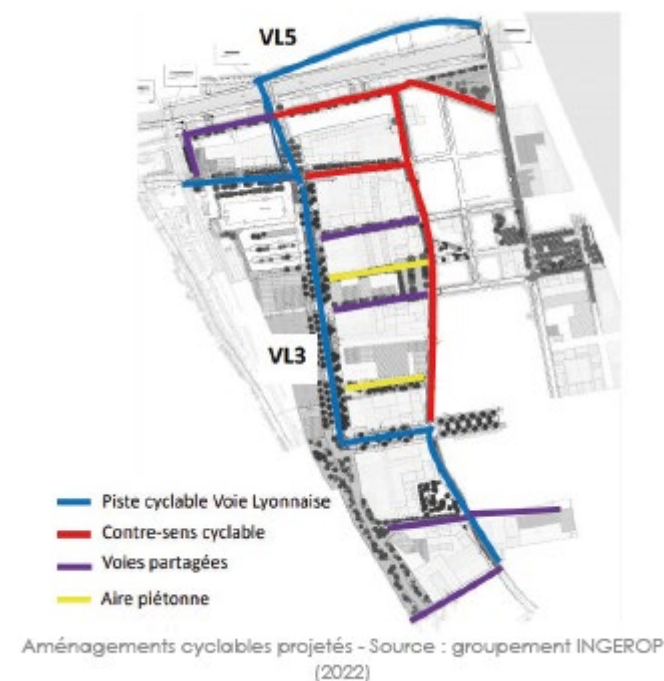 VL5
VL3
Piste cyclable Voie Lyonnaise
Contre-sens cyclable
Voies partagées
Aire piétonne
Aménagements cyclables projetés - Source : groupement INGEROP
(2022)